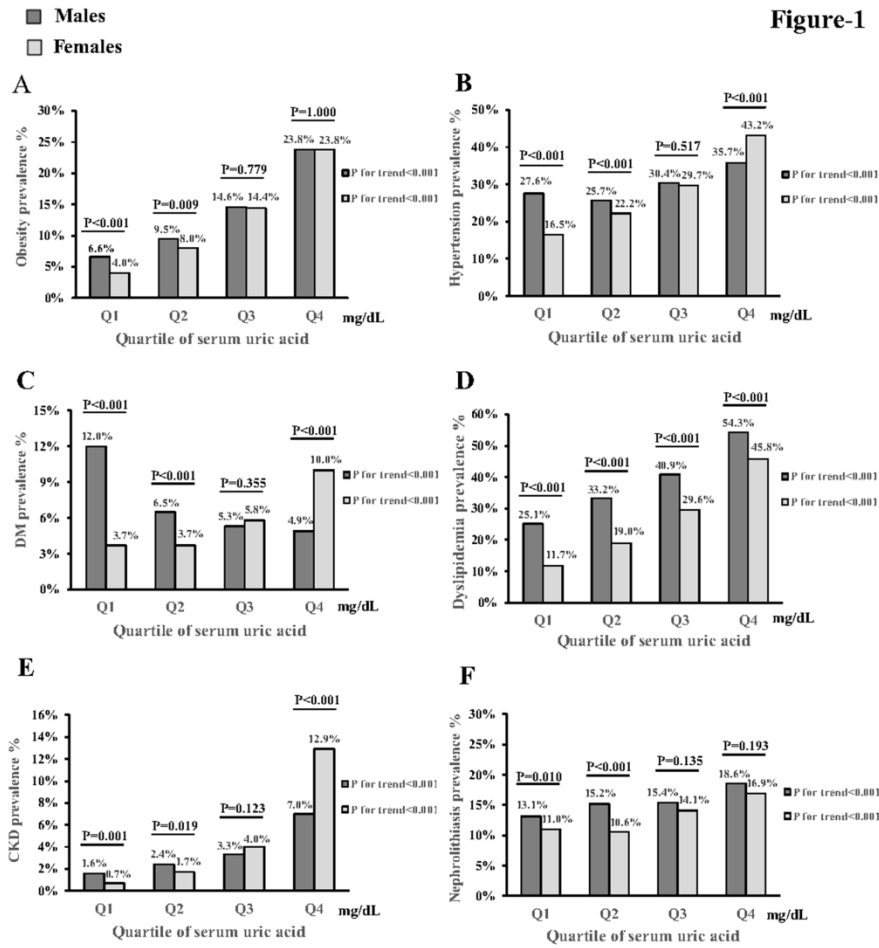 Males
Females
Figure-1
A
Obesity prevalence %
30%
25%
20%
15%
10%
5%
0%
P<0.001
P=0.009
P=0.779
P=1.000
6.6%
4.0%
9.5%
8.0%
14.6%
14.4%
23.8%
23.8%
P for trend<0.001
P for trend<0.001
Q1
Q2
Q3
Q4
mg/dL
Quartile of serum uric acid
B
Hypertension prevalence %
50%
40%
30%
20%
10%
0%
P<0.001
P<0.001
P=0.517
P<0.001
27.6%
16.5%
25.7%
22.2%
30.4%
29.7%
35.7%
43.2%
P for trend<0.001
P for trend<0.001
Q1
Q2
Q3
Q4
mg/dL
Quartile of serum uric acid
C
DM prevalence %
15%
12%
9%
6%
3%
0%
P<0.001
P<0.001
P=0.355
P<0.001
12.0%
3.7%
6.5%
3.7%
5.3%
5.8%
4.9%
10.0%
P for trend<0.001
P for trend<0.001
Q1
Q2
Q3
Q4
mg/dL
Quartile of serum uric acid
D
Dyslipidemia prevalence %
60%
50%
40%
30%
20%
10%
0%
P<0.001
P<0.001
P<0.001
P<0.001
25.1%
11.7%
33.2%
19.0%
40.9%
29.6%
54.3%
45.8%
P for trend<0.001
P for trend<0.001
Q1
Q2
Q3
Q4
mg/dL
Quartile of serum uric acid
E
CKD prevalence %
16%
14%
12%
10%
8%
6%
4%
2%
0%
P=0.001
P=0.019
P=0.123
P<0.001
1.6%
0.7%
2.4%
1.7%
3.3%
4.0%
7.0%
12.9%
P for trend<0.001
P for trend<0.001
Q1
Q2
Q3
Q4
mg/dL
Quartile of serum uric acid
F
Nephrolithiasis prevalence %
30%
25%
20%
15%
10%
5%
0%
P=0.010
P<0.001
P=0.135
P=0.193
13.1%
11.0%
15.2%
10.6%
15.4%
14.1%
18.6%
16.9%
P for trend<0.001
P for trend<0.001
Q1
Q2
Q3
Q4
mg/dL
Quartile of serum uric acid